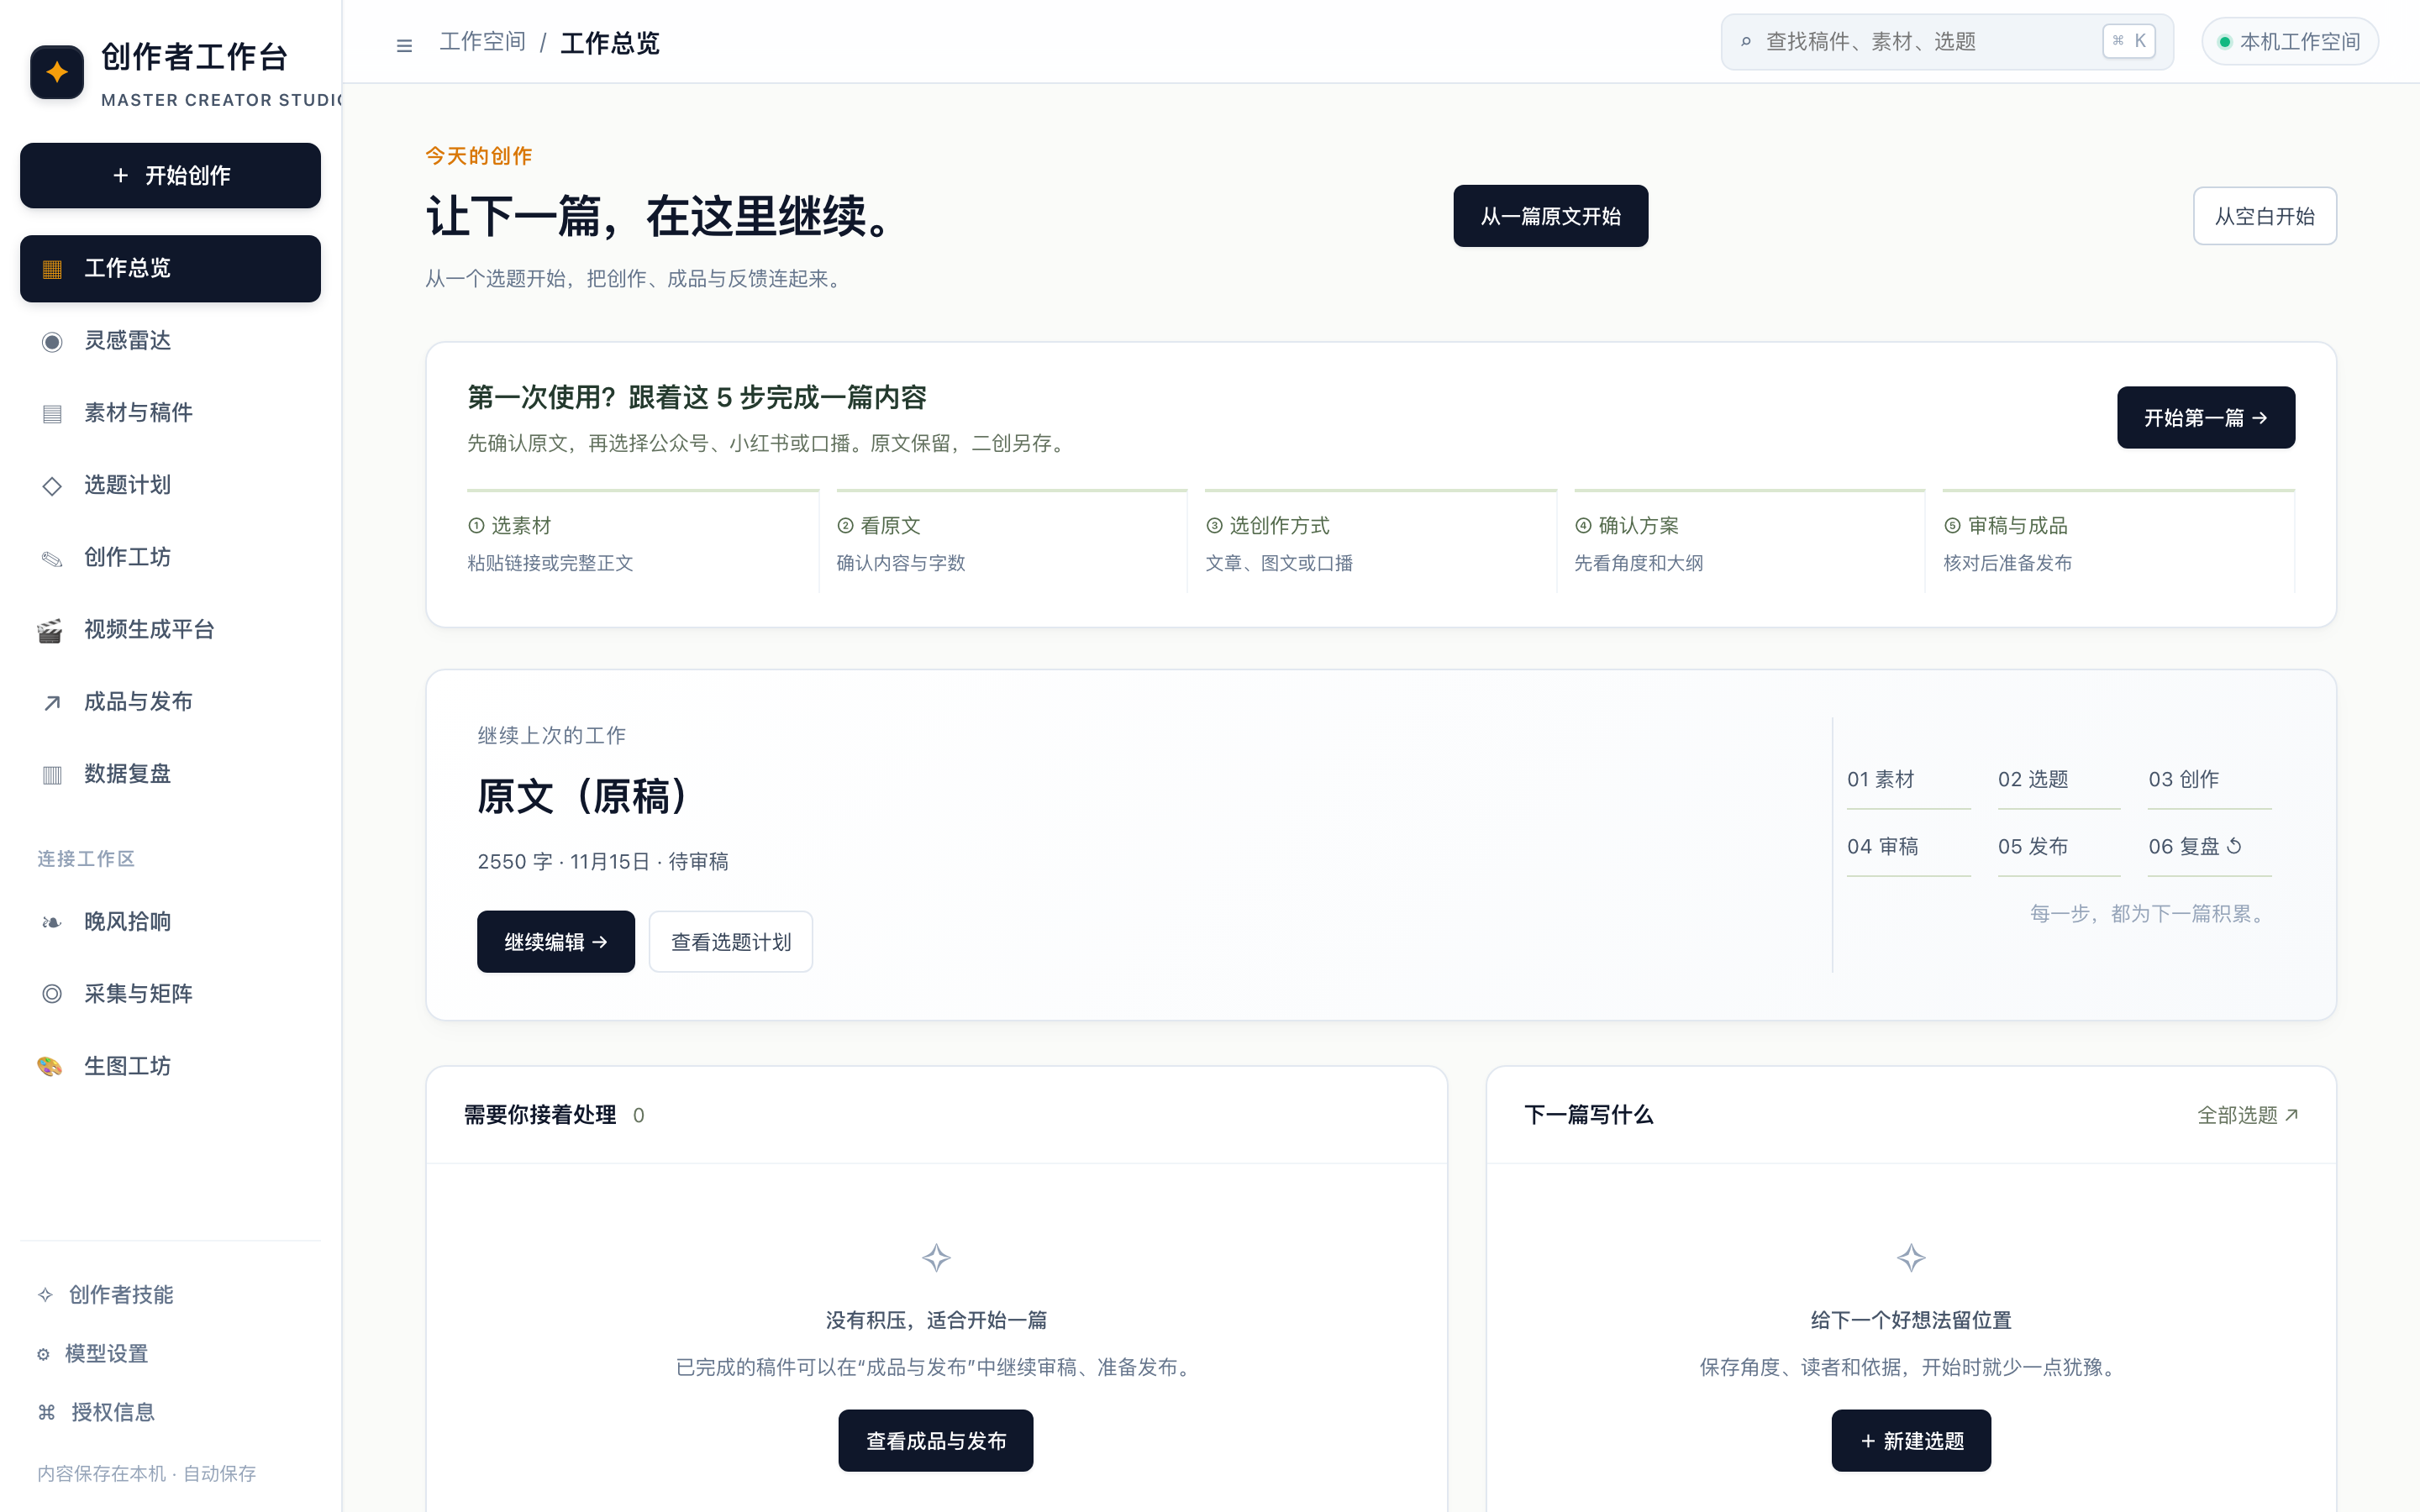 创作者工作台
MASTER CREATOR STUDIO
+ 开始创作
工作总览
灵感雷达
素材与稿件
选题计划
创作工坊
视频生成平台
成品与发布
数据复盘
连接工作区
晚风拾响
采集与矩阵
生图工坊
创作者技能
模型设置
授权信息
内容保存在本机 · 自动保存
工作空间 / 工作总览
查找稿件、素材、选题 ⌘ K
本机工作空间
今天的创作
让下一篇，在这里继续。
从一个选题开始，把创作、成品与反馈连起来。
从一篇原文开始
从空白开始
第一次使用？跟着这 5 步完成一篇内容
先确认原文，再选择公众号、小红书或口播。原文保留，二创另存。
开始第一篇 →
① 选素材
粘贴链接或完整正文
② 看原文
确认内容与字数
③ 选创作方式
文章、图文或口播
④ 确认方案
先看角度和大纲
⑤ 审稿与成品
核对后准备发布
继续上次的工作
原文（原稿）
2550 字 · 11月15日 · 待审稿
继续编辑 →
查看选题计划
01 素材
02 选题
03 创作
04 审稿
05 发布
06 复盘 ↺
每一步，都为下一篇积累。
需要你接着处理 0
没有积压，适合开始一篇
已完成的稿件可以在“成品与发布”中继续审稿、准备发布。
查看成品与发布
下一篇写什么
全部选题 ↗
给下一个好想法留位置
保存角度、读者和依据，开始时就少一点犹豫。
+ 新建选题